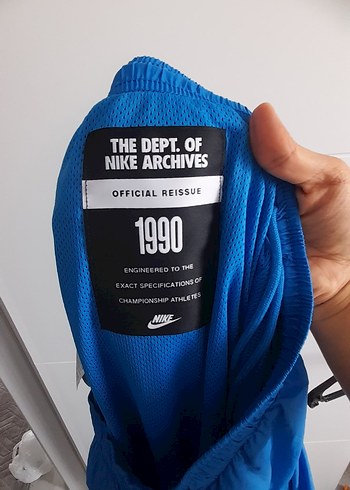 THE DEPT. OF
NIKE ARCHIVES
OFFICIAL REISSUE
1990
ENGINEERED TO THE
EXACT SPECIFICATIONS OF
CHAMPIONSHIP ATHLETES
NIKE